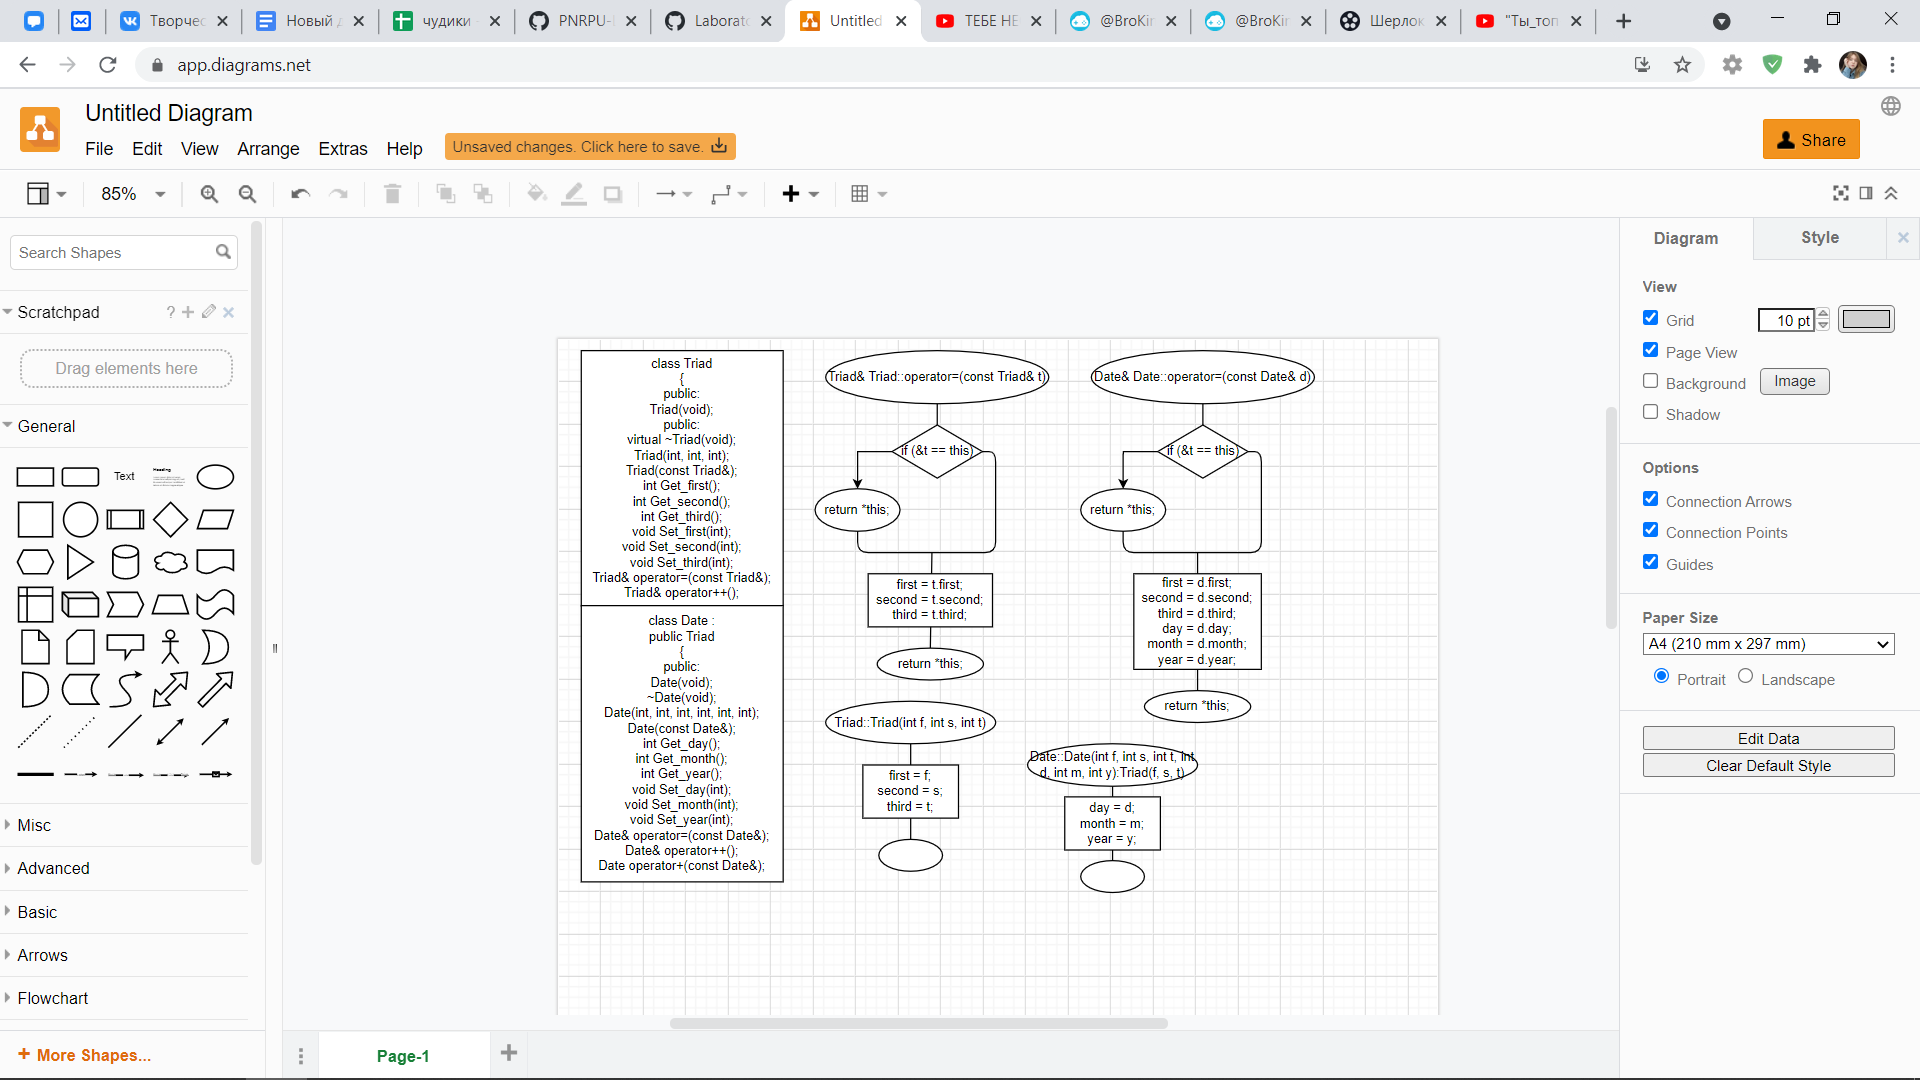 Творчес
Новый д
чудики
PNRPU-
Laborato
Untitled
ТЕБЕ НЕ
@BroKin
@BroKin
Шерлок
"Ты_топ
app.diagrams.net
Untitled Diagram
File Edit View Arrange Extras Help
Unsaved changes. Click here to save.
Share
85%
Search Shapes
Scratchpad
?
Drag elements here
General
Text
Heading
Misc
Advanced
Basic
Arrows
Flowchart
+ More Shapes...
class Triad
{
public:
Triad(void);
public:
virtual ~Triad(void);
Triad(int, int, int);
Triad(const Triad&);
int Get_first();
int Get_second();
int Get_third();
void Set_first(int);
void Set_second(int);
void Set_third(int);
Triad& operator=(const Triad&);
Triad& operator++();
class Date :
public Triad
{
public:
Date(void);
~Date(void);
Date(int, int, int, int, int, int);
Date(const Date&);
int Get_day();
int Get_month();
int Get_year();
void Set_day(int);
void Set_month(int);
void Set_year(int);
Date& operator=(const Date&);
Date& operator++();
Date operator+(const Date&);
Triad& Triad::operator=(const Triad& t)
if (&t == this)
return *this;
first = t.first;
second = t.second;
third = t.third;
return *this;
Triad::Triad(int f, int s, int t)
first = f;
second = s;
third = t;
Date& Date::operator=(const Date& d)
if (&t == this)
return *this;
first = d.first;
second = d.second;
third = d.third;
day = d.day;
month = d.month;
year = d.year;
return *this;
Date::Date(int f, int s, int t, int
d, int m, int y):Triad(f, s, t)
day = d;
month = m;
year = y;
Page-1
Diagram
Style
View
Grid
10 pt
Page View
Background
Image
Shadow
Options
Connection Arrows
Connection Points
Guides
Paper Size
A4 (210 mm x 297 mm)
Portrait
Landscape
Edit Data
Clear Default Style